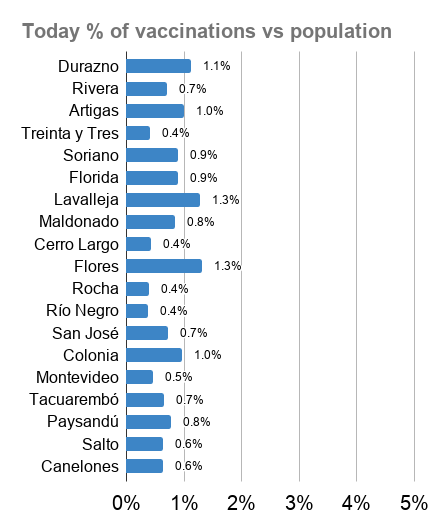 Today % of vaccinations vs population
Durazno 1.1%
Rivera 0.7%
Artigas 1.0%
Treinta y Tres 0.4%
Soriano 0.9%
Florida 0.9%
Lavalleja 1.3%
Maldonado 0.8%
Cerro Largo 0.4%
Flores 1.3%
Rocha 0.4%
Río Negro 0.4%
San José 0.7%
Colonia 1.0%
Montevideo 0.5%
Tacuarembó 0.7%
Paysandú 0.8%
Salto 0.6%
Canelones 0.6%
0% 1% 2% 3% 4% 5%